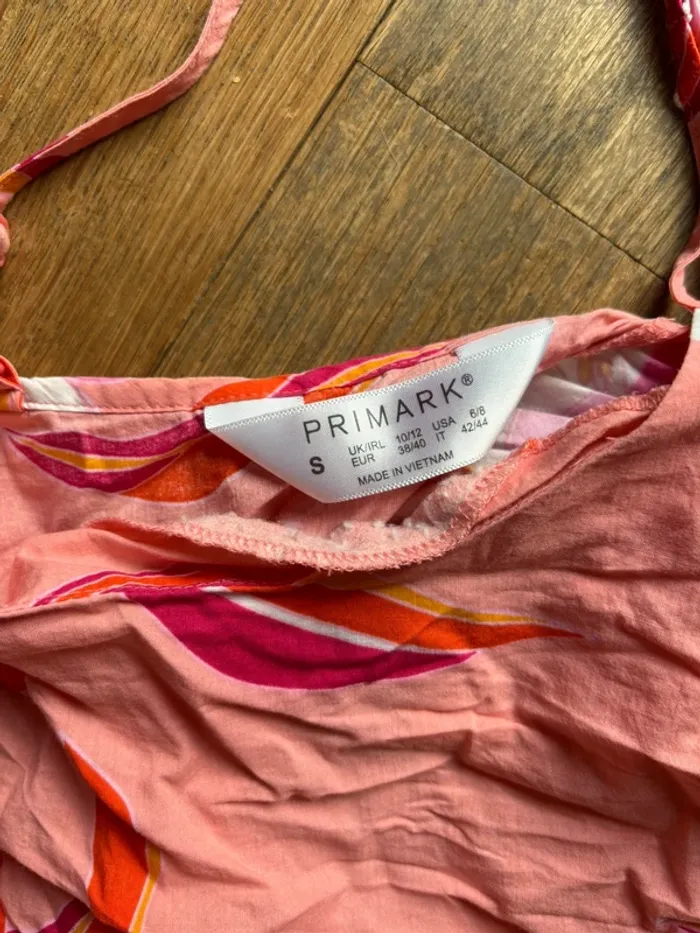 PRIMARK®
S UK/IRL 10/12 USA 6/8
EUR 38/40 IT 42/44
MADE IN VIETNAM